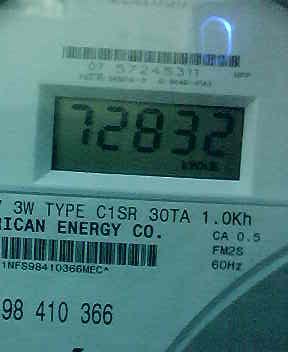 07 57245311
72832
3W TYPE C1SR 30TA 1.0Kh
RICAN ENERGY CO.
CA 0.5
FM2S
60Hz
1NFS98410366MEC*
98 410 366